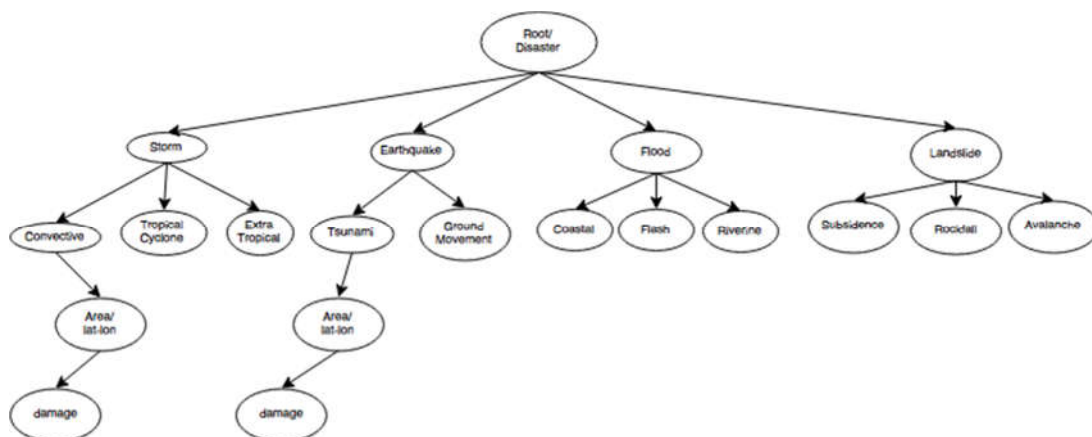 Root/
Disaster
Storm
Earthquake
Flood
Landslide
Convective
Tropical
Cyclone
Extra
Tropical
Tsunami
Ground
Movement
Coastal
Flash
Riverine
Subsidence
Rockfall
Avalanche
Area/
lat-lon
Area/
lat-lon
damage
damage